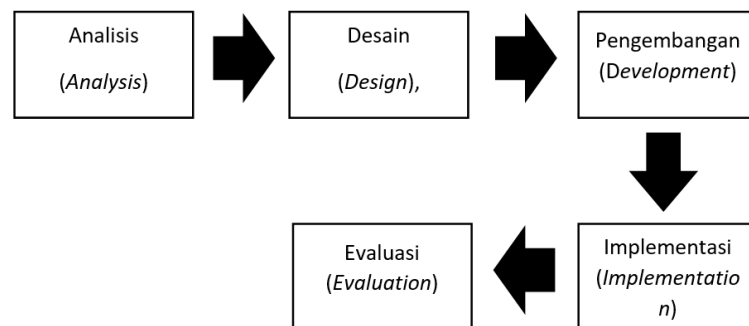 Analisis
(Analysis)
Desain
(Design),
Pengembangan
(Development)
Implementasi
(Implementatio
n)
Evaluasi
(Evaluation)